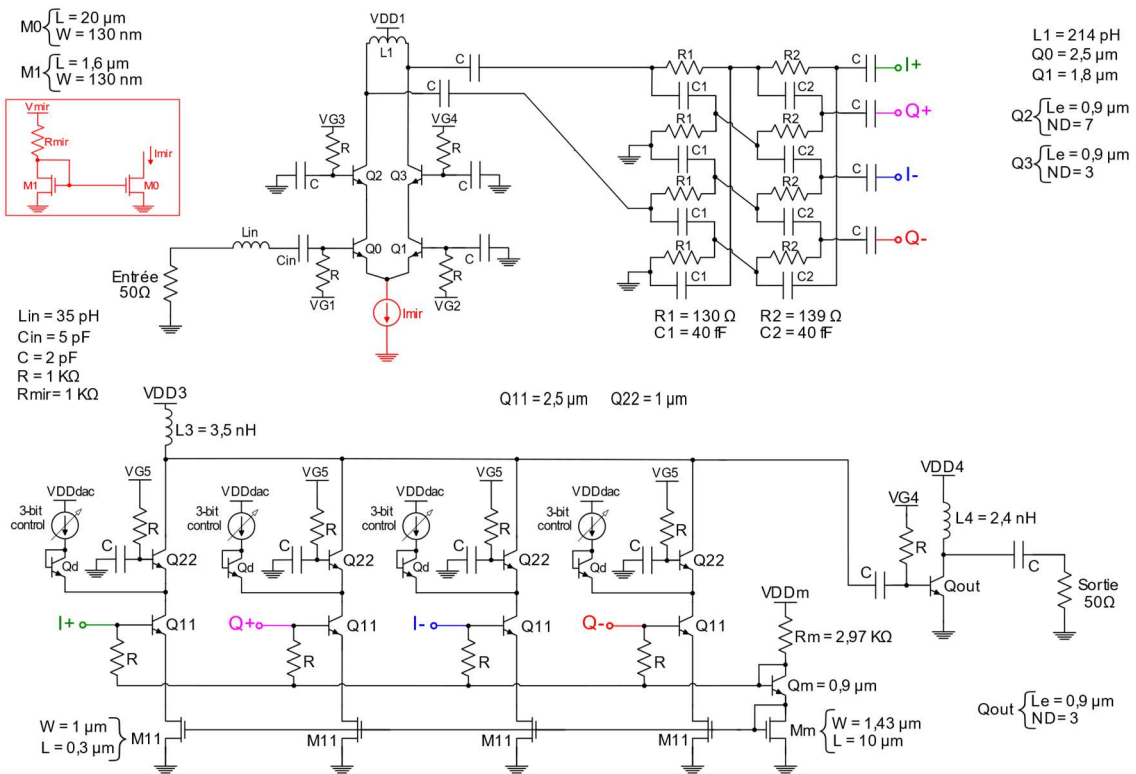 M0 { L = 20 µm
W = 130 nm
M1 { L = 1,6 µm
W = 130 nm
Vmir
Rmir
Imir
M1
M0
VDD1
L1
C
C
VG3
VG4
R
R
C
Q2
Q3
C
Lin
Cin
Q0
Q1
C
R
R
VG1
VG2
Imir
Entrée
50Ω
Lin = 35 pH
Cin = 5 pF
C = 2 pF
R = 1 KΩ
Rmir = 1 KΩ
R1
R2
C
I+
C1
C2
C
Q+
R1
R2
C1
C2
C
I-
R1
R2
C1
C2
C
Q-
R1
R2
C1
C2
R1 = 130 Ω
C1 = 40 fF
R2 = 139 Ω
C2 = 40 fF
L1 = 214 pH
Q0 = 2,5 µm
Q1 = 1,8 µm
Q2 { Le = 0,9 µm
ND = 7
Q3 { Le = 0,9 µm
ND = 3
Q11 = 2,5 µm Q22 = 1 µm
VDD3
L3 = 3,5 nH
VG5
VDDdac
3-bit
control
R
C
Qd
Q22
I+
Q11
R
VG5
VDDdac
3-bit
control
R
C
Qd
Q22
Q+
Q11
R
VG5
VDDdac
3-bit
control
R
C
Qd
Q22
I-
Q11
R
VG5
VDDdac
3-bit
control
R
C
Qd
Q22
Q-
Q11
R
VDDm
Rm = 2,97 KΩ
Qm = 0,9 µm
W = 1 µm
L = 0,3 µm
M11
M11
M11
M11
Mm { W = 1,43 µm
L = 10 µm
VDD4
VG4
L4 = 2,4 nH
R
C
Qout
C
Sortie
50Ω
Qout { Le = 0,9 µm
ND = 3